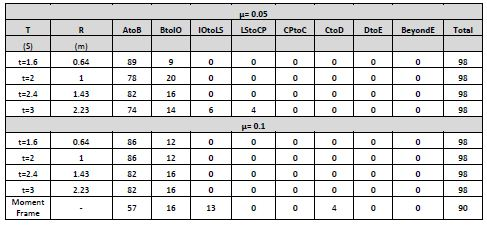 μ= 0.05
T R AtoB BtoIO IOtoLS LStoCP CPtoC CtoD DtoE BeyondE Total
(S) (m)
t=1.6 0.64 89 9 0 0 0 0 0 0 98
t=2 1 78 20 0 0 0 0 0 0 98
t=2.4 1.43 82 16 0 0 0 0 0 0 98
t=3 2.23 74 14 6 4 0 0 0 0 98
μ= 0.1
t=1.6 0.64 86 12 0 0 0 0 0 0 98
t=2 1 86 12 0 0 0 0 0 0 98
t=2.4 1.43 82 16 0 0 0 0 0 0 98
t=3 2.23 82 16 0 0 0 0 0 0 98
Moment
Frame - 57 16 13 0 0 4 0 0 90